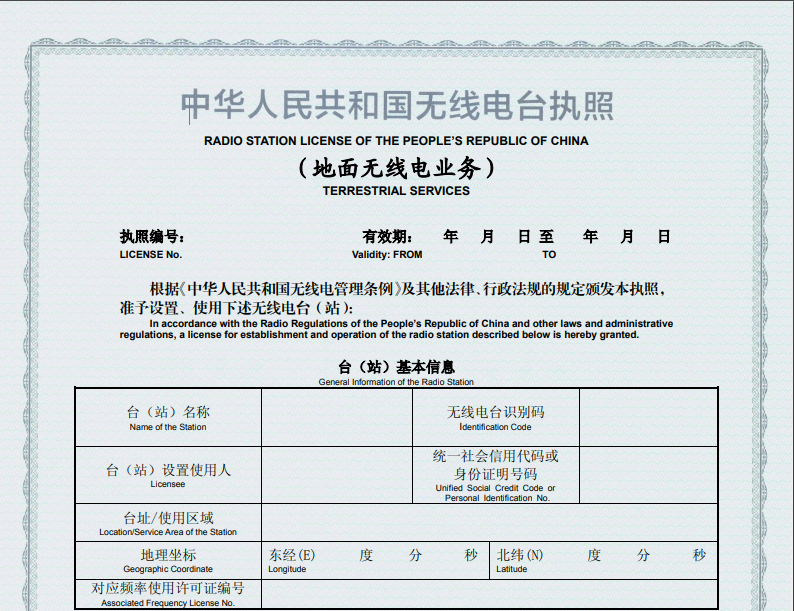 中华人民共和国无线电台执照
RADIO STATION LICENSE OF THE PEOPLE'S REPUBLIC OF CHINA
（地面无线电业务）
TERRESTRIAL SERVICES
执照编号： 有效期： 年 月 日 至 年 月 日
LICENSE No. Validity: FROM TO
根据《中华人民共和国无线电管理条例》及其他法律、行政法规的规定颁发本执照，
准予设置、使用下述无线电台（站）：
In accordance with the Radio Regulations of the People's Republic of China and other laws and administrative
regulations, a license for establishment and operation of the radio station described below is hereby granted.
台（站）基本信息
General Information of the Radio Station
台（站）名称 无线电台识别码
Name of the Station Identification Code
台（站）设置使用人 统一社会信用代码或
身份证明号码
Licensee Unified Social Credit Code or
Personal Identification No.
台址/使用区域
Location/Service Area of the Station
地理坐标 东经(E) 度 分 秒 北纬(N) 度 分 秒
Geographic Coordinate Longitude Latitude
对应频率使用许可证编号
Associated Frequency License No.